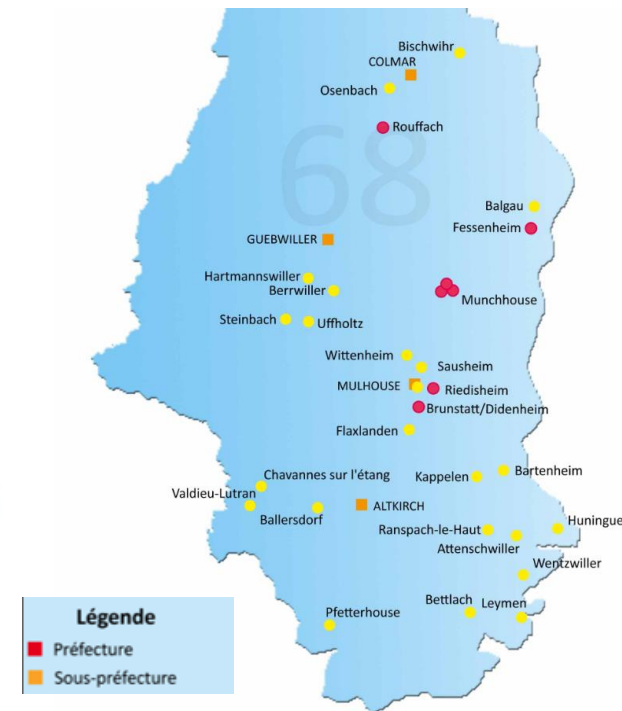 Bischwihr
COLMAR
Osenbach
Rouffach
68
Balgau
Fessenheim
GUEBWILLER
Hartmannswiller
Berrwiller
Munchhouse
Steinbach
Uffholtz
Wittenheim
Sausheim
MULHOUSE
Riedisheim
Brunstatt/Didenheim
Flaxlanden
Chavannes sur l'étang
Kappelen
Bartenheim
Valdieu-Lutran
Ballersdorf
ALTKIRCH
Ranspach-le-Haut
Huningue
Attenschwiller
Wentzwiller
Pfetterhouse
Bettlach
Leymen
Légende
Préfecture
Sous-préfecture